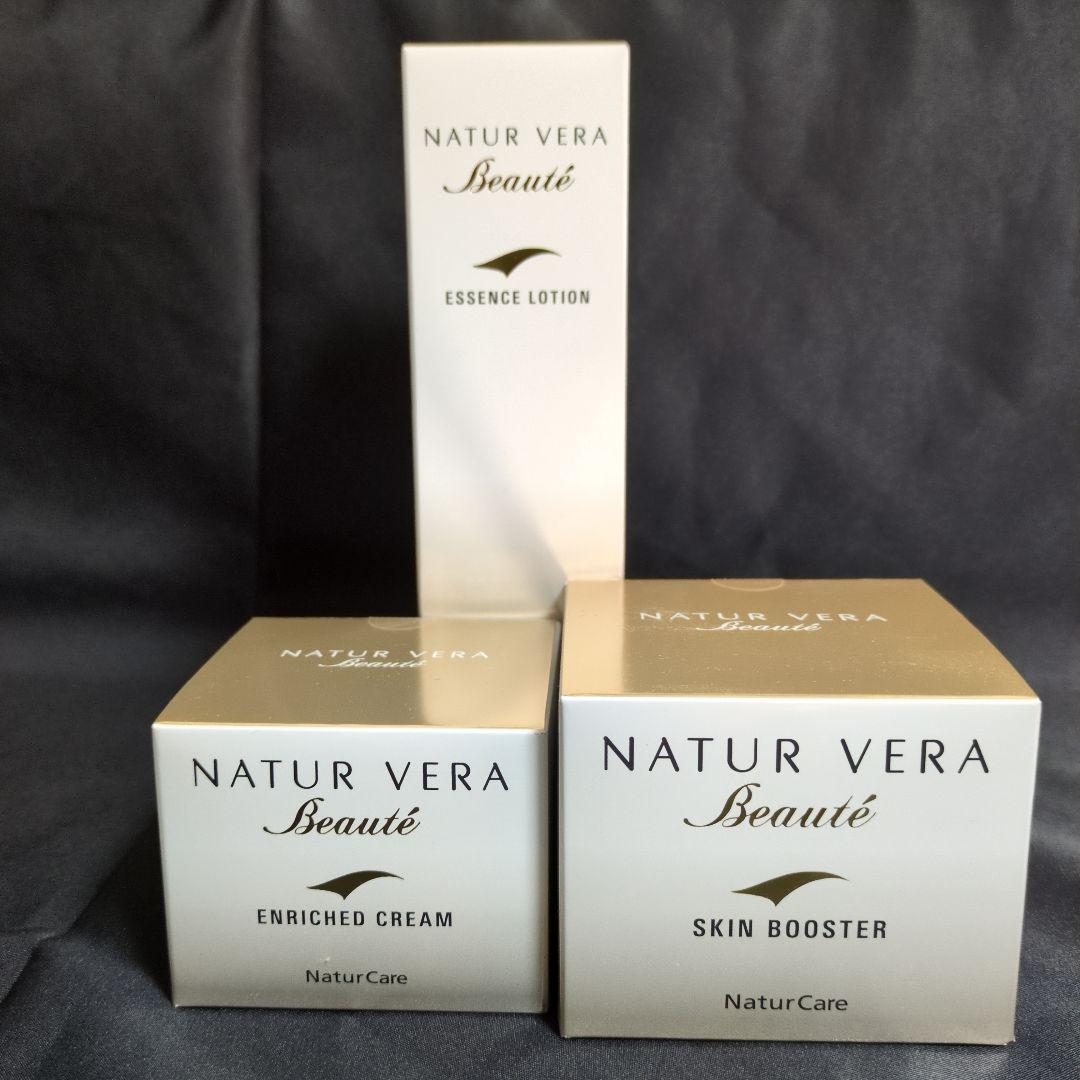 NATUR VERA
Beauté
ESSENCE LOTION
NATUR VERA
Beauté
NATUR VERA
Beauté
ENRICHED CREAM
NaturCare
NATUR VERA
Beauté
NATUR VERA
Beauté
SKIN BOOSTER
NaturCare